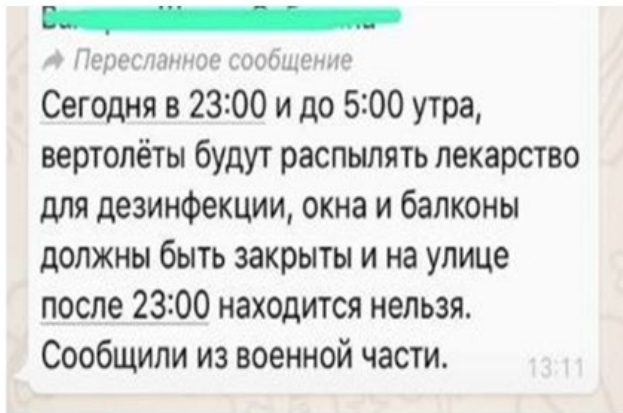 Пересланное сообщение
Сегодня в 23:00 и до 5:00 утра,
вертолёты будут распылять лекарство
для дезинфекции, окна и балконы
должны быть закрыты и на улице
после 23:00 находится нельзя.
Сообщили из военной части.
13:11